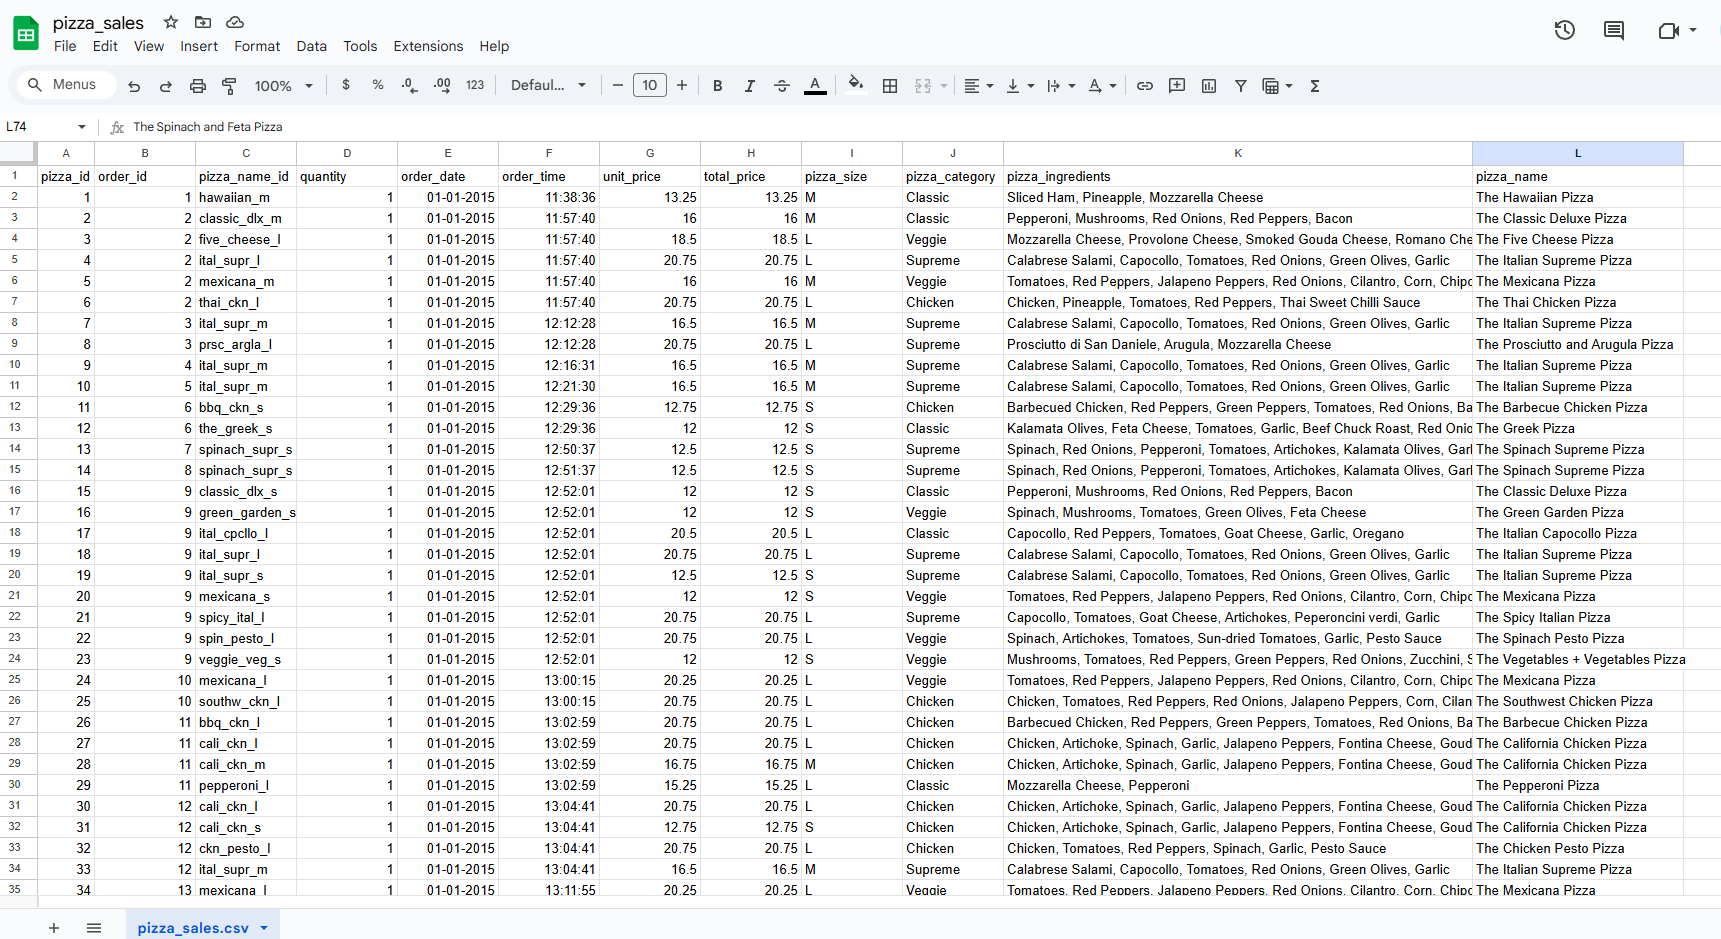 pizza_sales
File Edit View Insert Format Data Tools Extensions Help
Menus 100% $ % .0 .00 123 Defaul... 10 B I A A Σ
L74 fx The Spinach and Feta Pizza
A B C D E F G H I J K L
1 pizza_id order_id pizza_name_id quantity order_date order_time unit_price total_price pizza_size pizza_category pizza_ingredients pizza_name
2 1 1 hawaiian_m 1 01-01-2015 11:38:36 13.25 13.25 M Classic Sliced Ham, Pineapple, Mozzarella Cheese The Hawaiian Pizza
3 2 2 classic_dlx_m 1 01-01-2015 11:57:40 16 16 M Classic Pepperoni, Mushrooms, Red Onions, Red Peppers, Bacon The Classic Deluxe Pizza
4 3 2 five_cheese_l 1 01-01-2015 11:57:40 18.5 18.5 L Veggie Mozzarella Cheese, Provolone Cheese, Smoked Gouda Cheese, Romano Che The Five Cheese Pizza
5 4 2 ital_supr_l 1 01-01-2015 11:57:40 20.75 20.75 L Supreme Calabrese Salami, Capocollo, Tomatoes, Red Onions, Green Olives, Garlic The Italian Supreme Pizza
6 5 2 mexicana_m 1 01-01-2015 11:57:40 16 16 M Veggie Tomatoes, Red Peppers, Jalapeno Peppers, Red Onions, Cilantro, Corn, Chipo The Mexicana Pizza
7 6 2 thai_ckn_l 1 01-01-2015 11:57:40 20.75 20.75 L Chicken Chicken, Pineapple, Tomatoes, Red Peppers, Thai Sweet Chilli Sauce The Thai Chicken Pizza
8 7 3 ital_supr_m 1 01-01-2015 12:12:28 16.5 16.5 M Supreme Calabrese Salami, Capocollo, Tomatoes, Red Onions, Green Olives, Garlic The Italian Supreme Pizza
9 8 3 prsc_argla_l 1 01-01-2015 12:12:28 20.75 20.75 L Supreme Prosciutto di San Daniele, Arugula, Mozzarella Cheese The Prosciutto and Arugula Pizza
10 9 4 ital_supr_m 1 01-01-2015 12:16:31 16.5 16.5 M Supreme Calabrese Salami, Capocollo, Tomatoes, Red Onions, Green Olives, Garlic The Italian Supreme Pizza
11 10 5 ital_supr_m 1 01-01-2015 12:21:30 16.5 16.5 M Supreme Calabrese Salami, Capocollo, Tomatoes, Red Onions, Green Olives, Garlic The Italian Supreme Pizza
12 11 6 bbq_ckn_s 1 01-01-2015 12:29:36 12.75 12.75 S Chicken Barbecued Chicken, Red Peppers, Green Peppers, Tomatoes, Red Onions, Ba The Barbecue Chicken Pizza
13 12 6 the_greek_s 1 01-01-2015 12:29:36 12 12 S Classic Kalamata Olives, Feta Cheese, Tomatoes, Garlic, Beef Chuck Roast, Red Onio The Greek Pizza
14 13 7 spinach_supr_s 1 01-01-2015 12:50:37 12.5 12.5 S Supreme Spinach, Red Onions, Pepperoni, Tomatoes, Artichokes, Kalamata Olives, Garl The Spinach Supreme Pizza
15 14 8 spinach_supr_s 1 01-01-2015 12:51:37 12.5 12.5 S Supreme Spinach, Red Onions, Pepperoni, Tomatoes, Artichokes, Kalamata Olives, Garl The Spinach Supreme Pizza
16 15 9 classic_dlx_s 1 01-01-2015 12:52:01 12 12 S Classic Pepperoni, Mushrooms, Red Onions, Red Peppers, Bacon The Classic Deluxe Pizza
17 16 9 green_garden_s 1 01-01-2015 12:52:01 12 12 S Veggie Spinach, Mushrooms, Tomatoes, Green Olives, Feta Cheese The Green Garden Pizza
18 17 9 ital_cpcllo_l 1 01-01-2015 12:52:01 20.5 20.5 L Classic Capocollo, Red Peppers, Tomatoes, Goat Cheese, Garlic, Oregano The Italian Capocollo Pizza
19 18 9 ital_supr_l 1 01-01-2015 12:52:01 20.75 20.75 L Supreme Calabrese Salami, Capocollo, Tomatoes, Red Onions, Green Olives, Garlic The Italian Supreme Pizza
20 19 9 ital_supr_s 1 01-01-2015 12:52:01 12.5 12.5 S Supreme Calabrese Salami, Capocollo, Tomatoes, Red Onions, Green Olives, Garlic The Italian Supreme Pizza
21 20 9 mexicana_s 1 01-01-2015 12:52:01 12 12 S Veggie Tomatoes, Red Peppers, Jalapeno Peppers, Red Onions, Cilantro, Corn, Chipo The Mexicana Pizza
22 21 9 spicy_ital_l 1 01-01-2015 12:52:01 20.75 20.75 L Supreme Capocollo, Tomatoes, Goat Cheese, Artichokes, Peperoncini verdi, Garlic The Spicy Italian Pizza
23 22 9 spin_pesto_l 1 01-01-2015 12:52:01 20.75 20.75 L Veggie Spinach, Artichokes, Tomatoes, Sun-dried Tomatoes, Garlic, Pesto Sauce The Spinach Pesto Pizza
24 23 9 veggie_veg_s 1 01-01-2015 12:52:01 12 12 S Veggie Mushrooms, Tomatoes, Red Peppers, Green Peppers, Red Onions, Zucchini, S The Vegetables + Vegetables Pizza
25 24 10 mexicana_l 1 01-01-2015 13:00:15 20.25 20.25 L Veggie Tomatoes, Red Peppers, Jalapeno Peppers, Red Onions, Cilantro, Corn, Chipo The Mexicana Pizza
26 25 10 southw_ckn_l 1 01-01-2015 13:00:15 20.75 20.75 L Chicken Chicken, Tomatoes, Red Peppers, Red Onions, Jalapeno Peppers, Corn, Cilan The Southwest Chicken Pizza
27 26 11 bbq_ckn_l 1 01-01-2015 13:02:59 20.75 20.75 L Chicken Barbecued Chicken, Red Peppers, Green Peppers, Tomatoes, Red Onions, Ba The Barbecue Chicken Pizza
28 27 11 cali_ckn_l 1 01-01-2015 13:02:59 20.75 20.75 L Chicken Chicken, Artichoke, Spinach, Garlic, Jalapeno Peppers, Fontina Cheese, Goud The California Chicken Pizza
29 28 11 cali_ckn_m 1 01-01-2015 13:02:59 16.75 16.75 M Chicken Chicken, Artichoke, Spinach, Garlic, Jalapeno Peppers, Fontina Cheese, Goud The California Chicken Pizza
30 29 11 pepperoni_l 1 01-01-2015 13:02:59 15.25 15.25 L Classic Mozzarella Cheese, Pepperoni The Pepperoni Pizza
31 30 12 cali_ckn_l 1 01-01-2015 13:04:41 20.75 20.75 L Chicken Chicken, Artichoke, Spinach, Garlic, Jalapeno Peppers, Fontina Cheese, Goud The California Chicken Pizza
32 31 12 cali_ckn_s 1 01-01-2015 13:04:41 12.75 12.75 S Chicken Chicken, Artichoke, Spinach, Garlic, Jalapeno Peppers, Fontina Cheese, Goud The California Chicken Pizza
33 32 12 ckn_pesto_l 1 01-01-2015 13:04:41 20.75 20.75 L Chicken Chicken, Tomatoes, Red Peppers, Spinach, Garlic, Pesto Sauce The Chicken Pesto Pizza
34 33 12 ital_supr_m 1 01-01-2015 13:04:41 16.5 16.5 M Supreme Calabrese Salami, Capocollo, Tomatoes, Red Onions, Green Olives, Garlic The Italian Supreme Pizza
35 34 13 mexicana_l 1 01-01-2015 13:11:55 20.25 20.25 L Veggie Tomatoes, Red Peppers, Jalapeno Peppers, Red Onions, Cilantro, Corn, Chipo The Mexicana Pizza
pizza_sales.csv